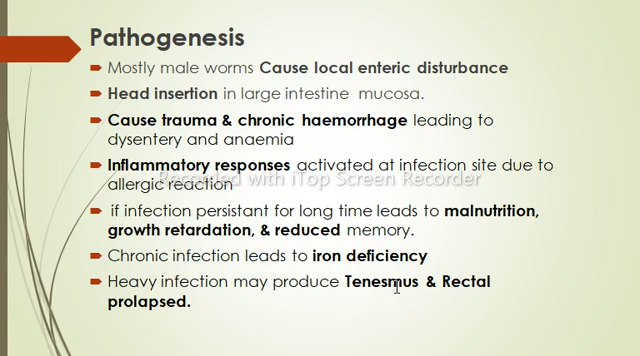 Pathogenesis
Mostly male worms Cause local enteric disturbance
Head insertion in large intestine mucosa.
Cause trauma & chronic haemorrhage leading to
dysentery and anaemia
Inflammatory responses activated at infection site due to
allergic reaction
Recorded with iTop Screen Recorder
if infection persistant for long time leads to malnutrition,
growth retardation, & reduced memory.
Chronic infection leads to iron deficiency
Heavy infection may produce Tenesmus & Rectal
prolapsed.